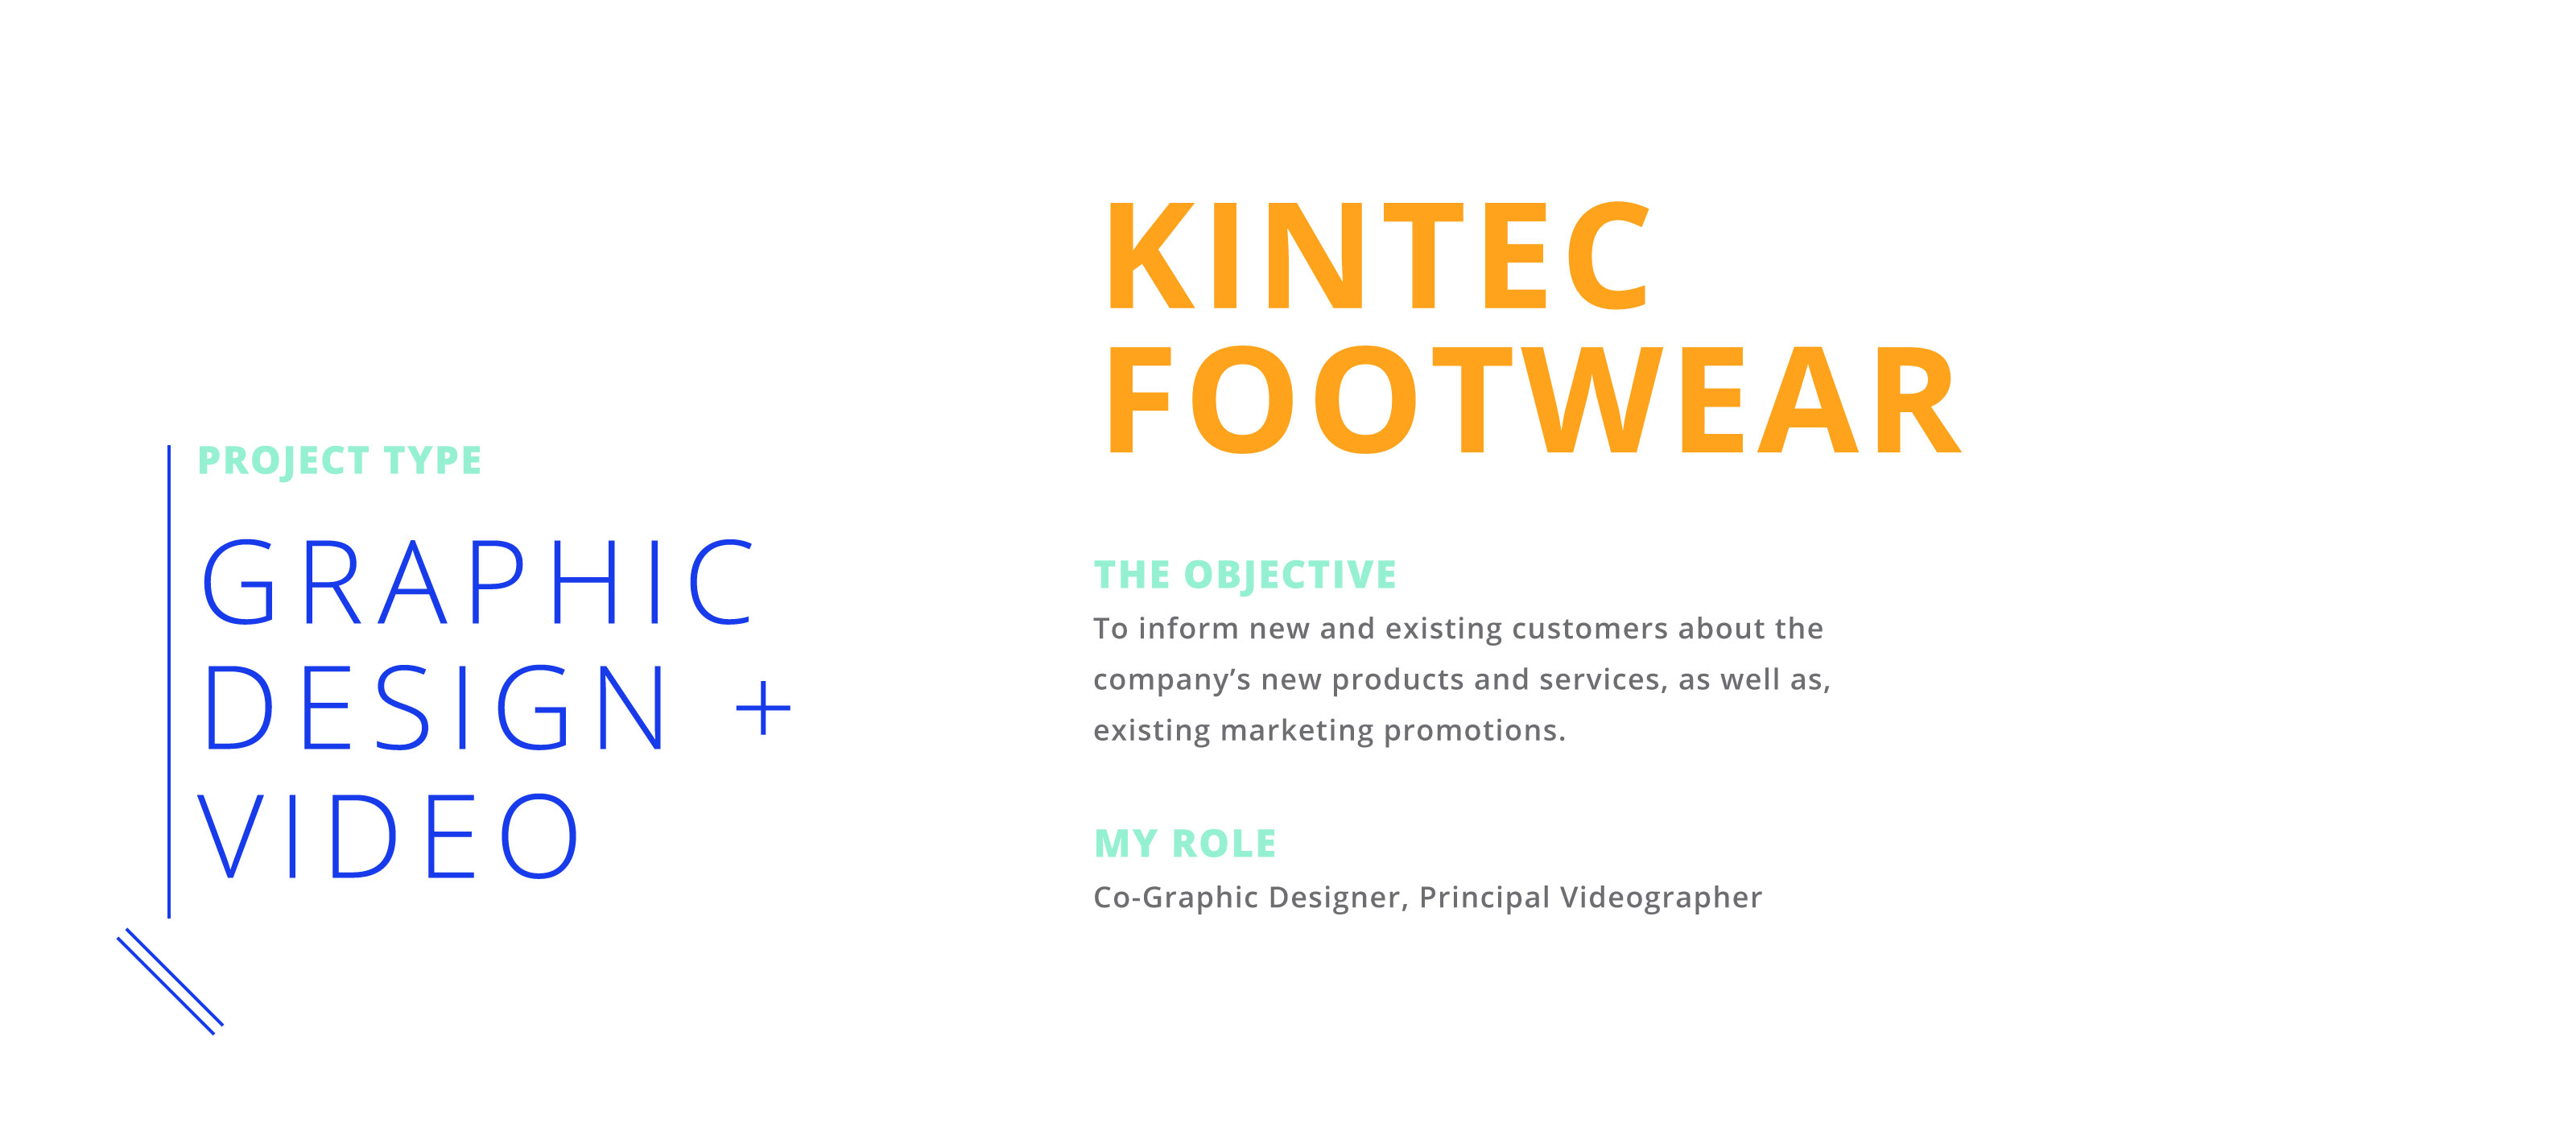 PROJECT TYPE
GRAPHIC
DESIGN +
VIDEO
KINTEC
FOOTWEAR
THE OBJECTIVE
To inform new and existing customers about the
company’s new products and services, as well as,
existing marketing promotions.
MY ROLE
Co-Graphic Designer, Principal Videographer